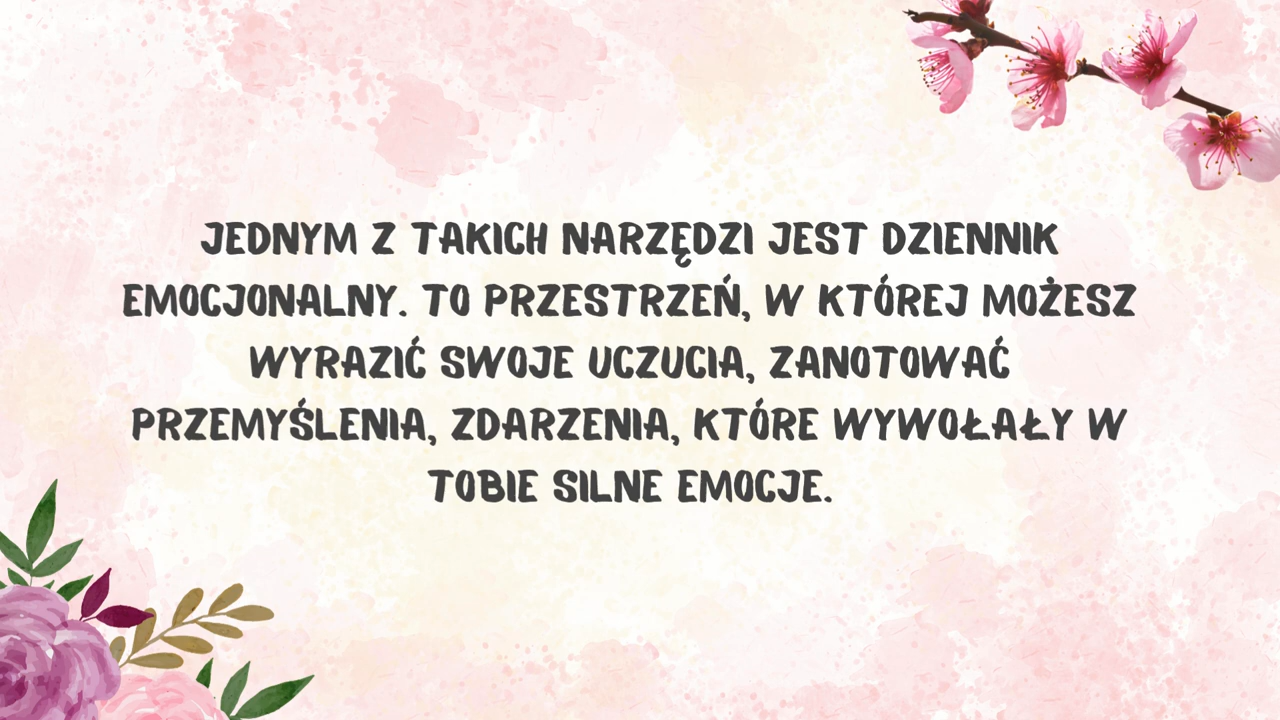 JEDNYM Z TAKICH NARZĘDZI JEST DZIENNIK
EMOCJONALNY. TO PRZESTRZEŃ, W KTÓREJ MOŻESZ
WYRAZIĆ SWOJE UCZUCIA, ZANOTOWAĆ
PRZEMYŚLENIA, ZDARZENIA, KTÓRE WYWOŁAŁY W
TOBIE SILNE EMOCJE.